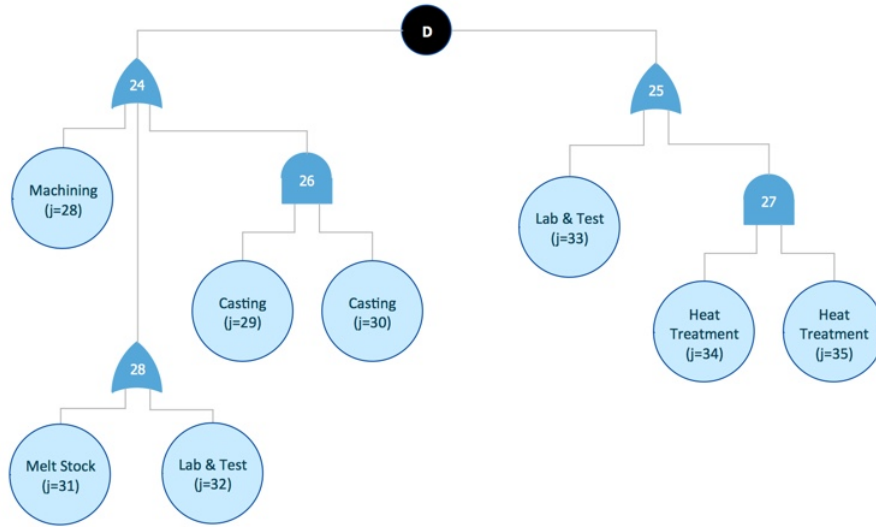 D
24
25
Machining
(j=28)
26
Lab & Test
(j=33)
27
Casting
(j=29)
Casting
(j=30)
Heat
Treatment
(j=34)
Heat
Treatment
(j=35)
28
Melt Stock
(j=31)
Lab & Test
(j=32)